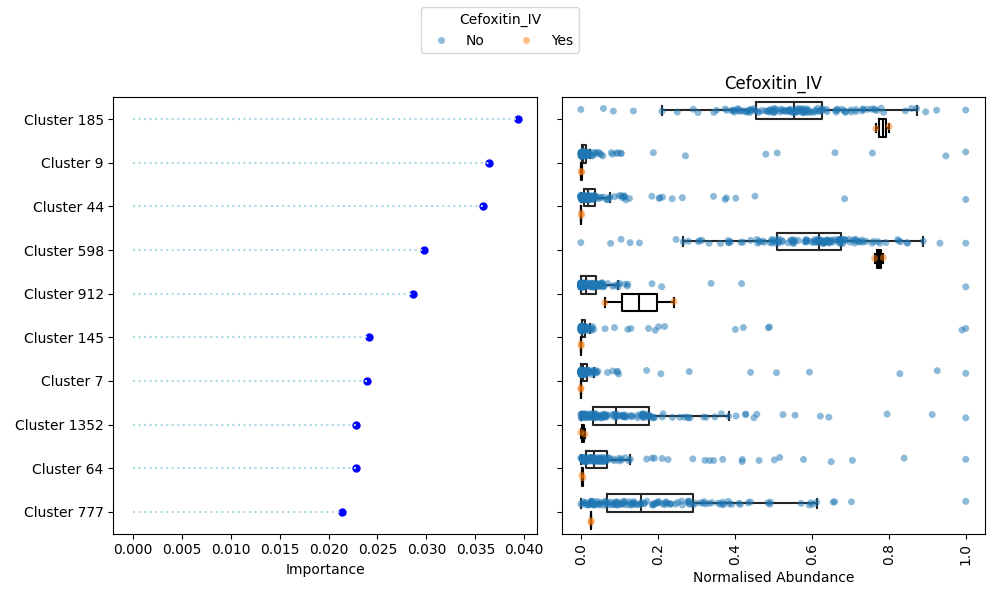 Cefoxitin_IV
No Yes
Cefoxitin_IV
Cluster 185
Cluster 9
Cluster 44
Cluster 598
Cluster 912
Cluster 145
Cluster 7
Cluster 1352
Cluster 64
Cluster 777
0.000 0.005 0.010 0.015 0.020 0.025 0.030 0.035 0.040
Importance
0.0 0.2 0.4 0.6 0.8 1.0
Normalised Abundance